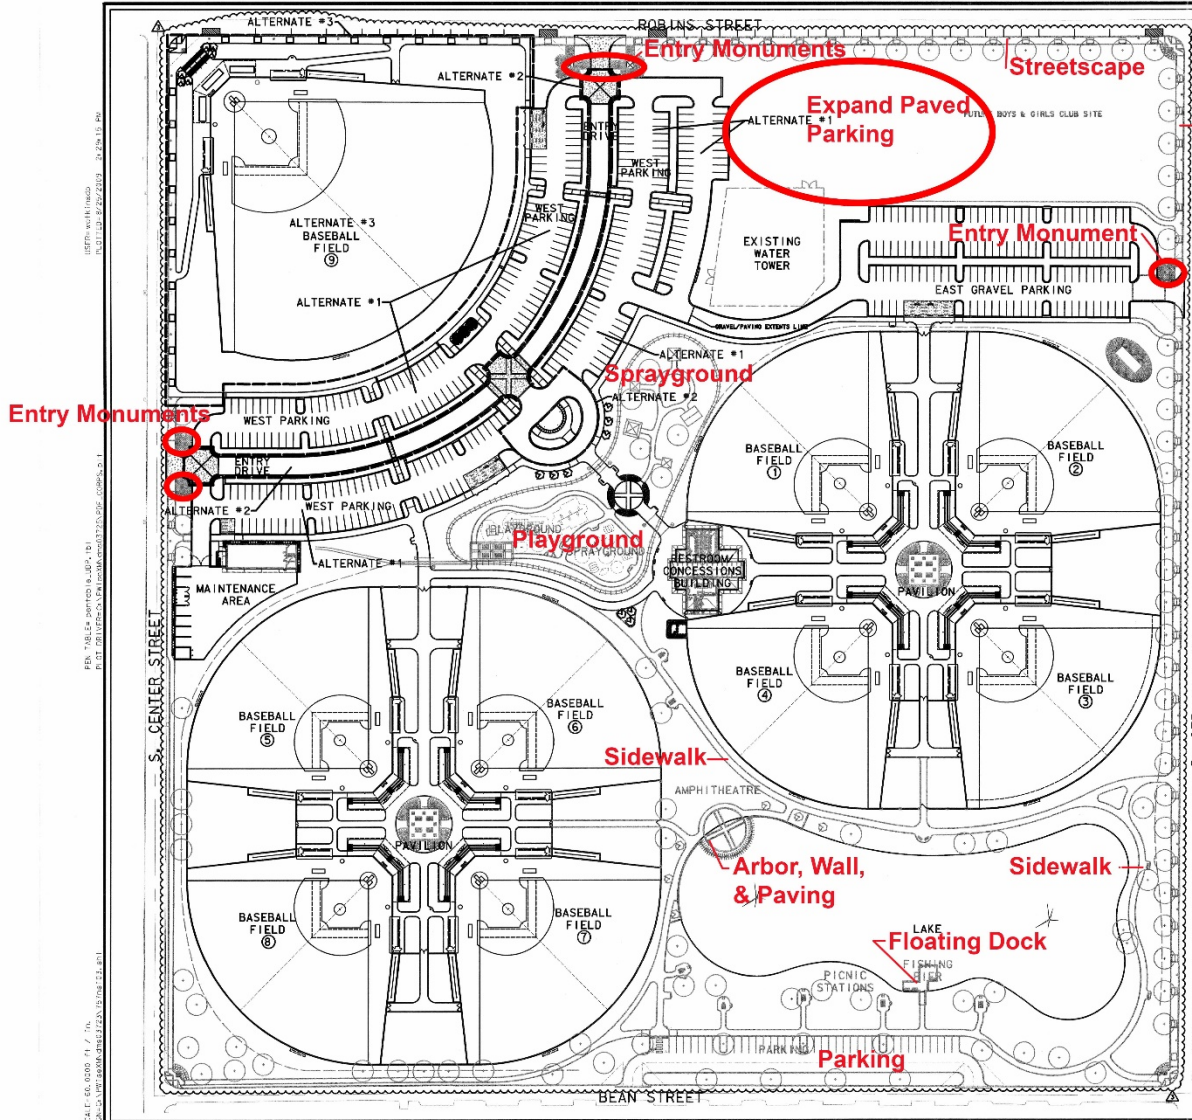 ALTERNATE #3
ROBINS STREET
Entry Monuments
Streetscape
ALTERNATE #2
Expand Paved
Parking
ALTERNATE #1
BOYS & GIRLS CLUB SITE
ENTRY
DRIVE
WEST
PARKING
WEST
PARKING
ALTERNATE #3
BASEBALL
FIELD
9
EXISTING
WATER
TOWER
Entry Monument
EAST GRAVEL PARKING
ALTERNATE #1
GRAVEL/PAVING EXTENTS LINE
ALTERNATE #1
Sprayground
ALTERNATE #2
Entry Monuments
WEST PARKING
ENTRY
DRIVE
ALTERNATE #2
WEST PARKING
ALTERNATE #1
BASEBALL
FIELD
1
BASEBALL
FIELD
2
PLAYGROUND
Playground
SPRAYGROUND
RESTROOM/
CONCESSIONS
BUILDING
PAVILION
MAINTENANCE
AREA
S. CENTER STREET
BASEBALL
FIELD
4
BASEBALL
FIELD
3
BASEBALL
FIELD
5
BASEBALL
FIELD
6
Sidewalk
AMPHITHEATRE
PAVILION
Arbor, Wall,
& Paving
Sidewalk
BASEBALL
FIELD
8
BASEBALL
FIELD
7
LAKE
Floating Dock
FISHING
PIER
PICNIC
STATIONS
PARKING
Parking
BEAN STREET